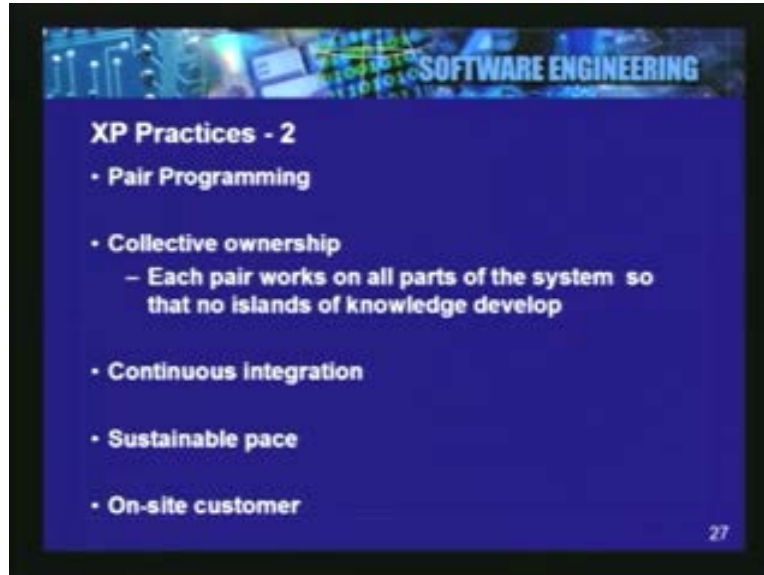 SOFTWARE ENGINEERING
XP Practices - 2
• Pair Programming
• Collective ownership
– Each pair works on all parts of the system so
that no islands of knowledge develop
• Continuous integration
• Sustainable pace
• On-site customer
27